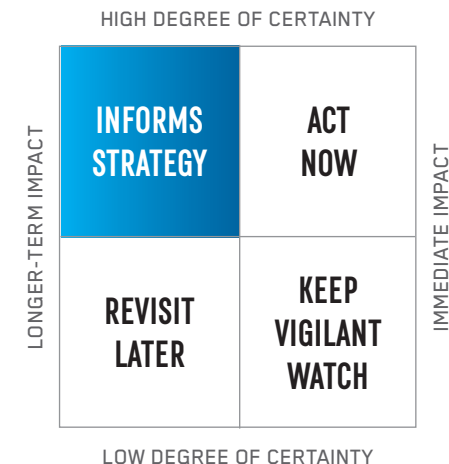 HIGH DEGREE OF CERTAINTY
LONGER-TERM IMPACT
INFORMS
STRATEGY
ACT
NOW
IMMEDIATE IMPACT
REVISIT
LATER
KEEP
VIGILANT
WATCH
LOW DEGREE OF CERTAINTY